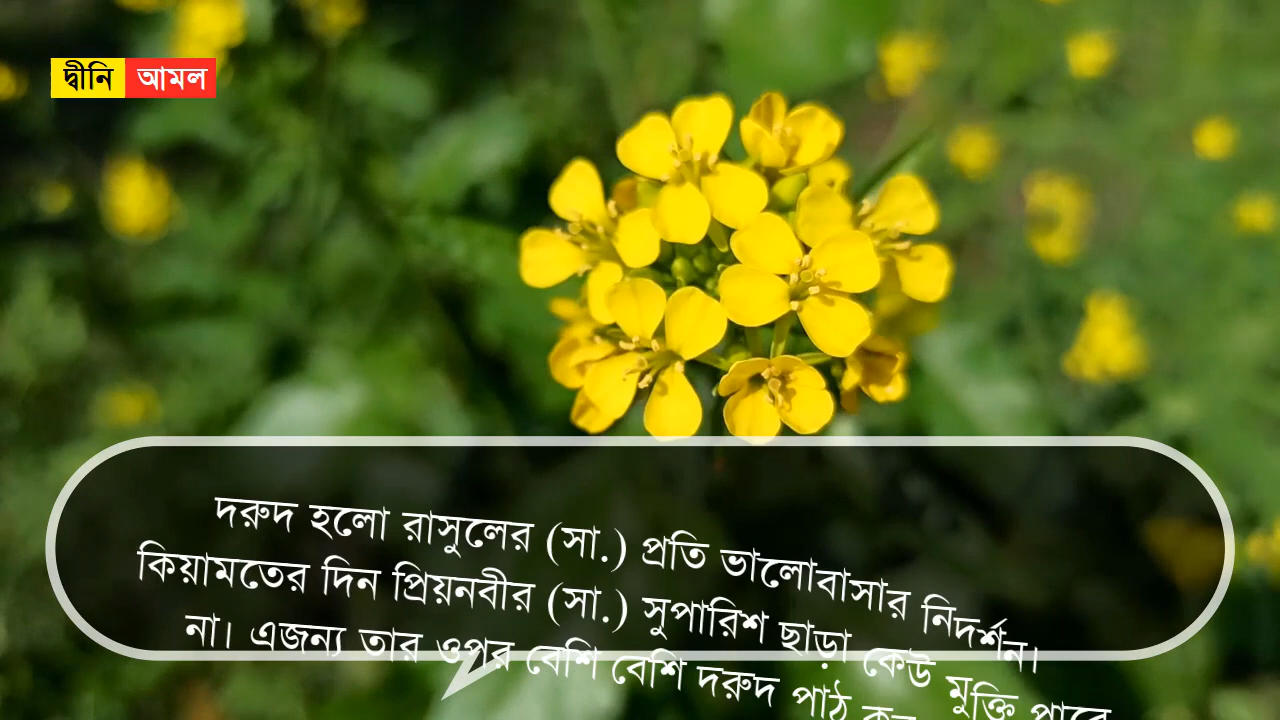 দ্বীনি আমল
দরুদ হলো রাসুলের (সা.) প্রতি ভালোবাসার নিদর্শন।
কিয়ামতের দিন প্রিয়নবীর (সা.) সুপারিশ ছাড়া কেউ মুক্তি পাবে
না। এজন্য তার ওপর বেশি বেশি দরুদ পাঠ